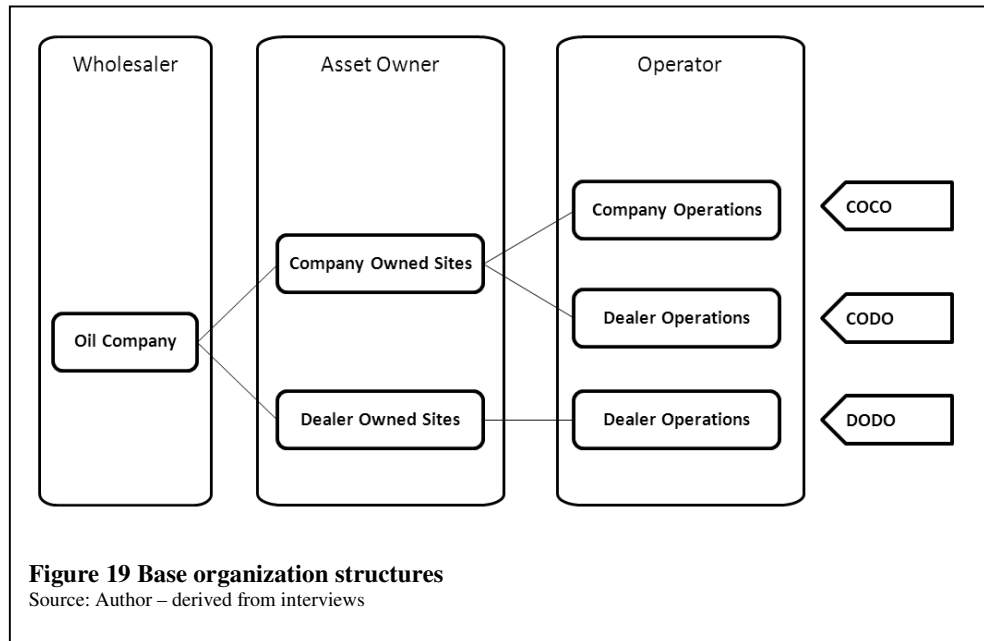 Wholesaler
Asset Owner
Operator
Company Operations
COCO
Company Owned Sites
Dealer Operations
CODO
Oil Company
Dealer Owned Sites
Dealer Operations
DODO
Figure 19 Base organization structures
Source: Author – derived from interviews